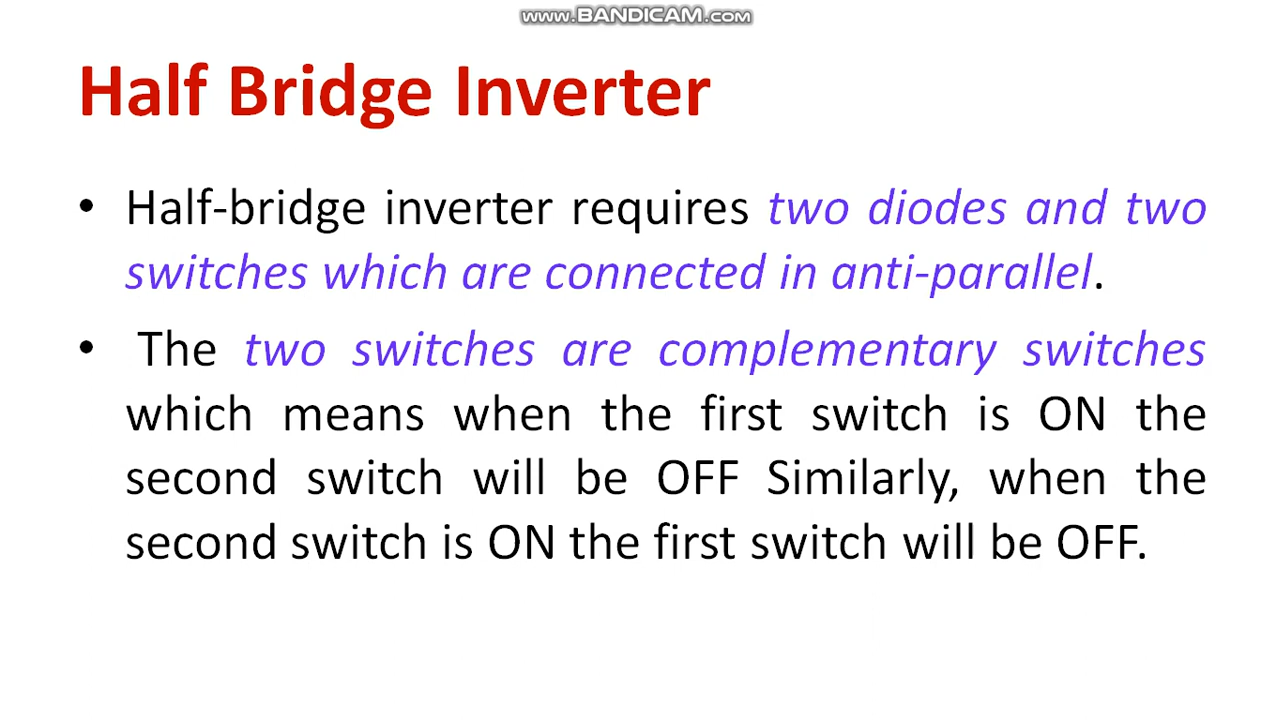 www.BANDICAM.com
Half Bridge Inverter
• Half-bridge inverter requires two diodes and two
switches which are connected in anti-parallel.
• The two switches are complementary switches
which means when the first switch is ON the
second switch will be OFF Similarly, when the
second switch is ON the first switch will be OFF.